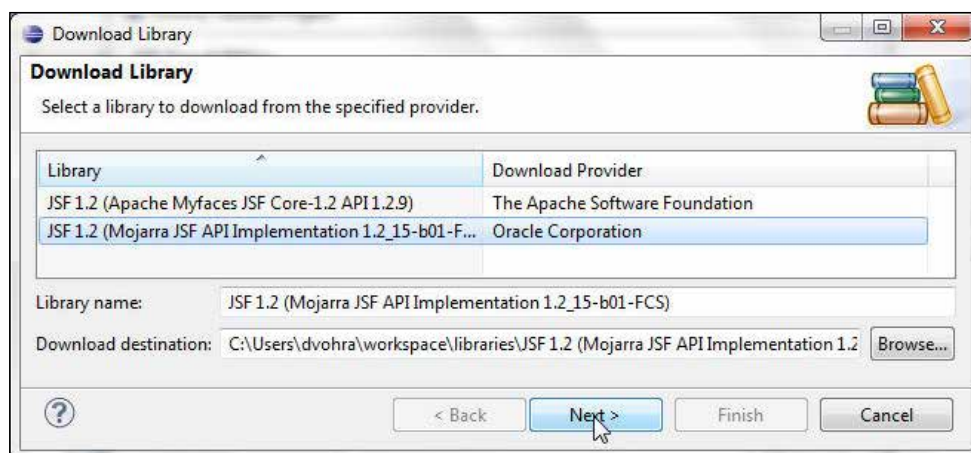 Download Library
Download Library
Select a library to download from the specified provider.
Library Download Provider
JSF 1.2 (Apache Myfaces JSF Core-1.2 API 1.2.9) The Apache Software Foundation
JSF 1.2 (Mojarra JSF API Implementation 1.2_15-b01-F... Oracle Corporation
Library name: JSF 1.2 (Mojarra JSF API Implementation 1.2_15-b01-FCS)
Download destination: C:\Users\dvohra\workspace\libraries\JSF 1.2 (Mojarra JSF API Implementation 1.2 Browse...
? < Back Next > Finish Cancel